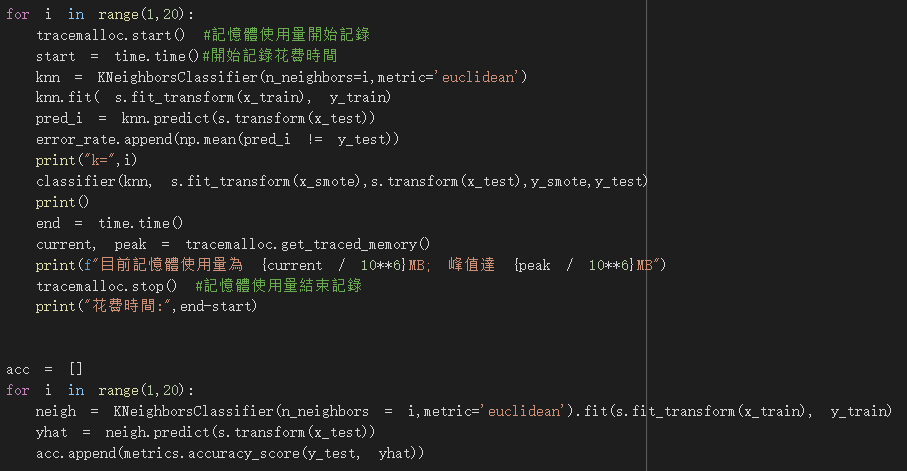 for i in range(1,20):
    tracemalloc.start() #記憶體使用量開始記錄
    start = time.time()#開始記錄花費時間
    knn = KNeighborsClassifier(n_neighbors=i,metric='euclidean')
    knn.fit( s.fit_transform(x_train), y_train)
    pred_i = knn.predict(s.transform(x_test))
    error_rate.append(np.mean(pred_i != y_test))
    print("k=",i)
    classifier(knn, s.fit_transform(x_smote),s.transform(x_test),y_smote,y_test)
    print()
    end = time.time()
    current, peak = tracemalloc.get_traced_memory()
    print(f"目前記憶體使用量為 {current / 10**6}MB; 峰值達 {peak / 10**6}MB")
    tracemalloc.stop() #記憶體使用量結束記錄
    print("花費時間:",end-start)
acc = []
for i in range(1,20):
    neigh = KNeighborsClassifier(n_neighbors = i,metric='euclidean').fit(s.fit_transform(x_train), y_train)
    yhat = neigh.predict(s.transform(x_test))
    acc.append(metrics.accuracy_score(y_test, yhat))